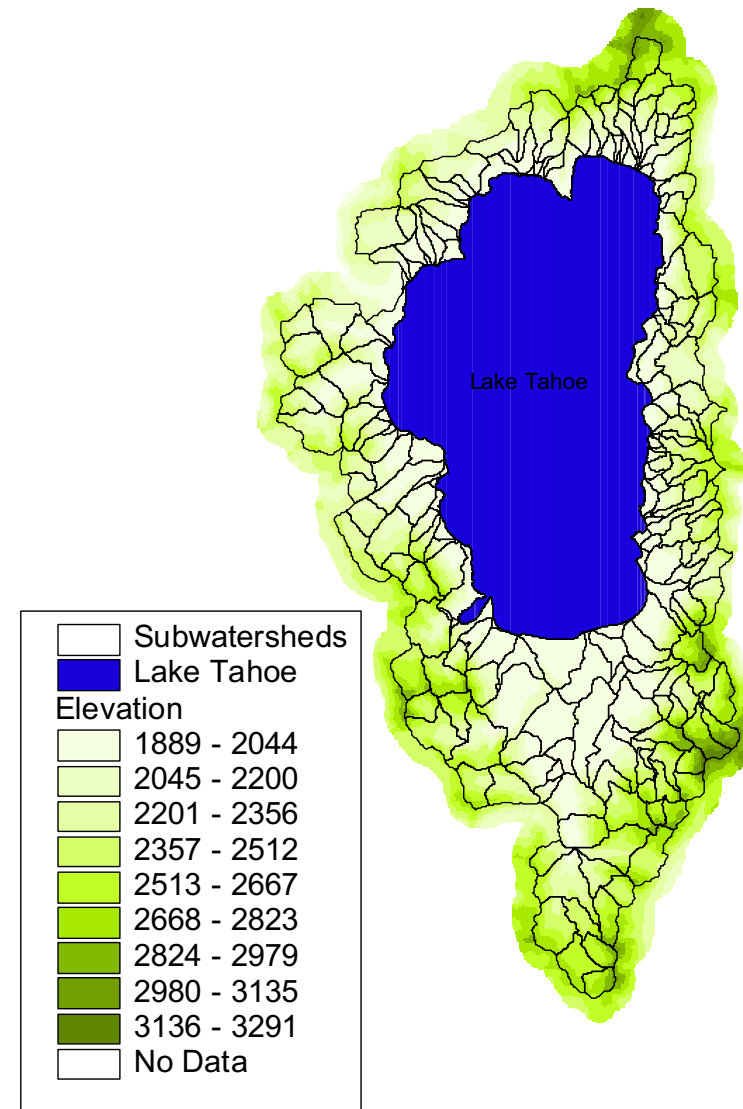 Lake Tahoe
Subwatersheds
Lake Tahoe
Elevation
1889 - 2044
2045 - 2200
2201 - 2356
2357 - 2512
2513 - 2667
2668 - 2823
2824 - 2979
2980 - 3135
3136 - 3291
No Data